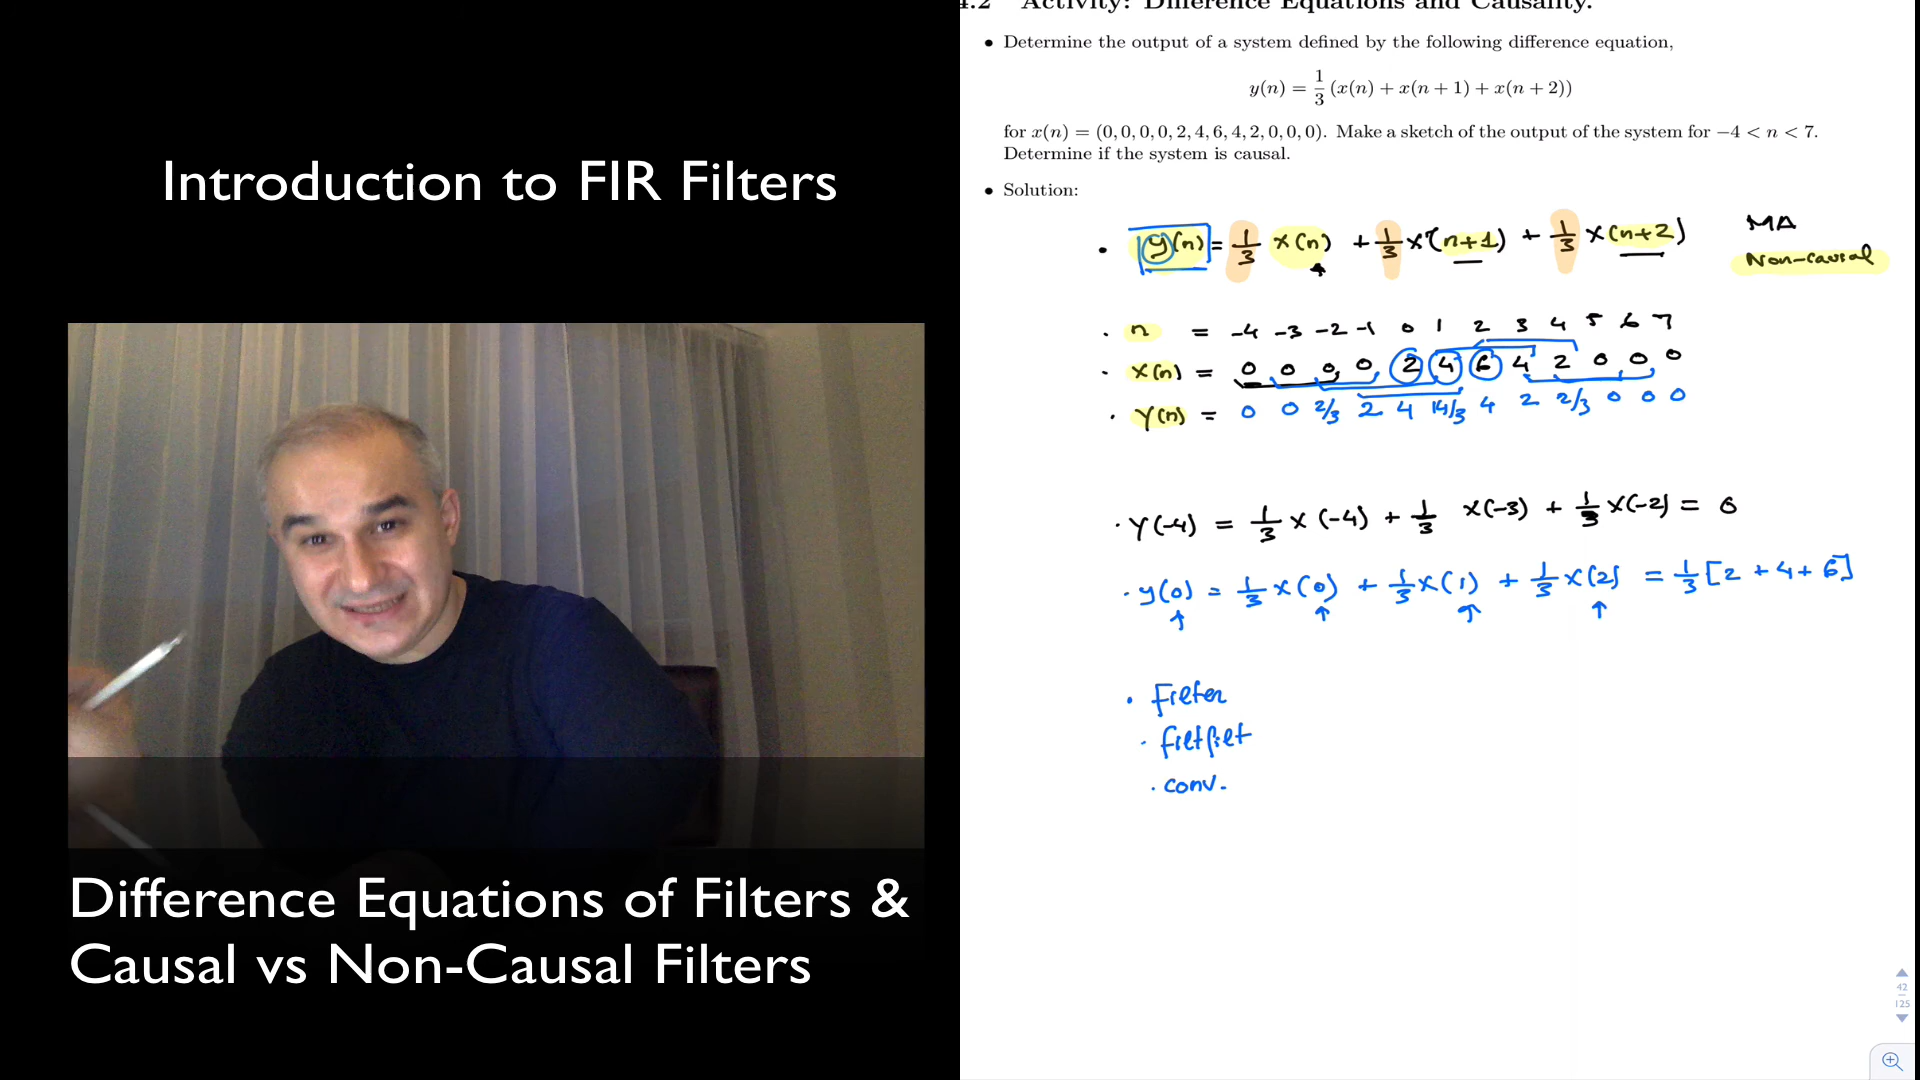 Introduction to FIR Filters
Difference Equations of Filters &
Causal vs Non-Causal Filters
4.2 Activity: Difference Equations and Causality.
• Determine the output of a system defined by the following difference equation,
y(n) = 1/3 (x(n) + x(n + 1) + x(n + 2))
for x(n) = (0, 0, 0, 0, 2, 4, 6, 4, 2, 0, 0, 0). Make a sketch of the output of the system for −4 < n < 7.
Determine if the system is causal.
• Solution:
• y(n) = 1/3 x(n) + 1/3 x(n+1) + 1/3 x(n+2) MA
Non-causal
• n = -4 -3 -2 -1 0 1 2 3 4 5 6 7
• x(n) = 0 0 0 0 2 4 6 4 2 0 0 0
• Y(n) = 0 0 2/3 2 4 14/3 4 2 2/3 0 0 0
• Y(-4) = 1/3 x(-4) + 1/3 x(-3) + 1/3 x(-2) = 0
• y(0) = 1/3 x(0) + 1/3 x(1) + 1/3 x(2) = 1/3 [2 + 4 + 6]
• filter
• filtfilt
• conv.
42
125